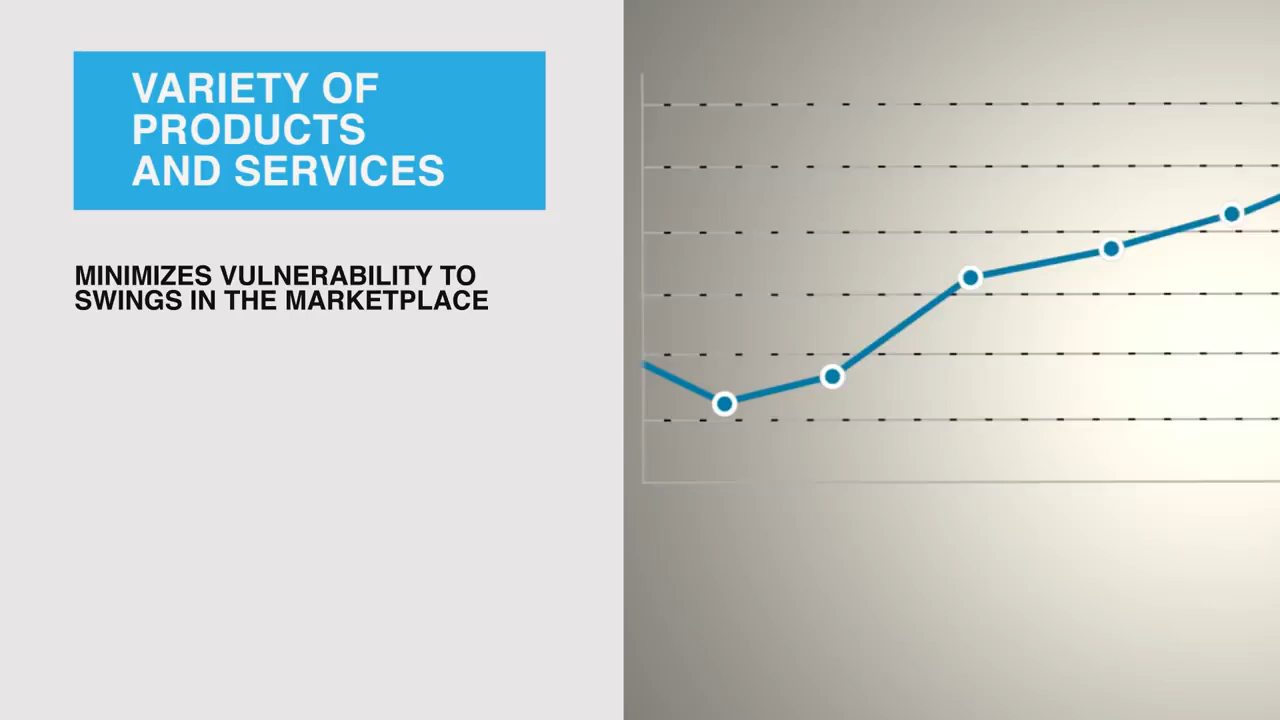 VARIETY OF
PRODUCTS
AND SERVICES
MINIMIZES VULNERABILITY TO
SWINGS IN THE MARKETPLACE